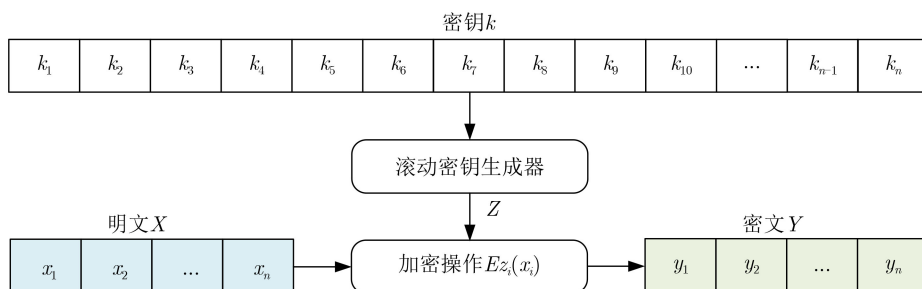 密钥k
k₁ k₂ k₃ k₄ k₅ k₆ k₇ k₈ k₉ k₁₀ ... kₙ₋₁ kₙ
滚动密钥生成器
Z
明文X 密文Y
x₁ x₂ ... xₙ 加密操作Ezᵢ(xᵢ) y₁ y₂ ... yₙ